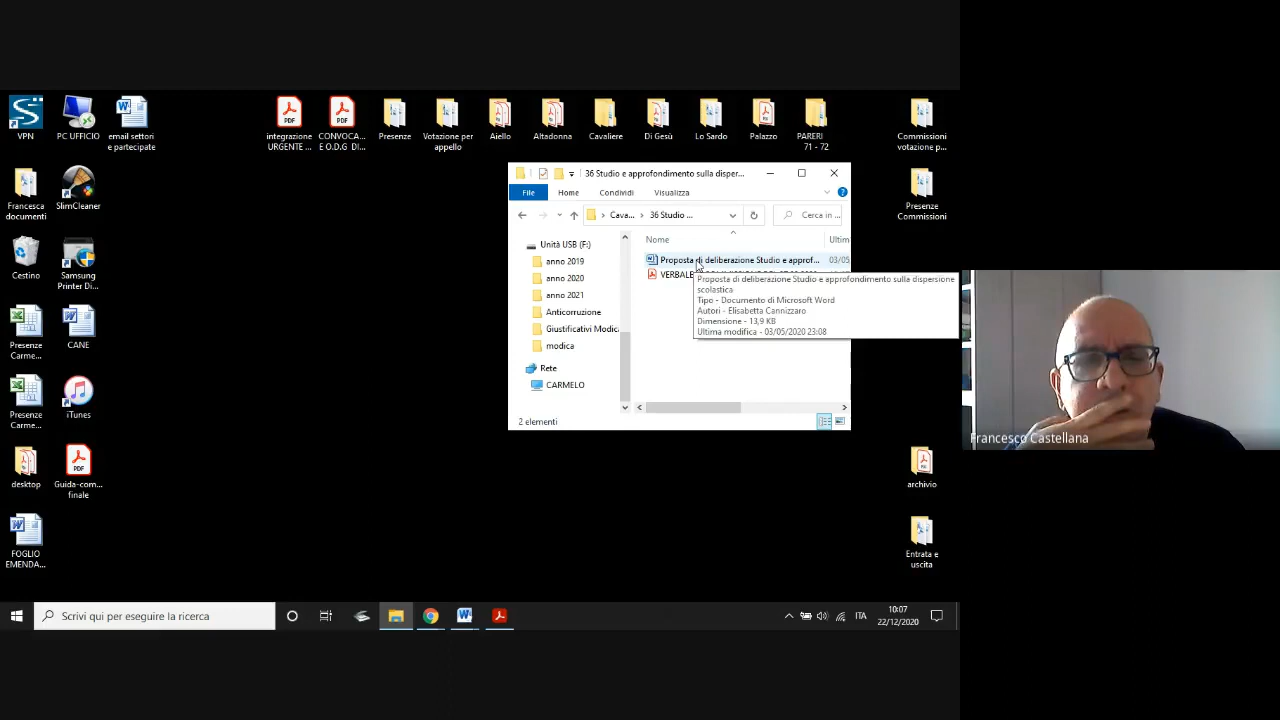 VPN
PC UFFICIO
email settori
e partecipate
integrazione
URGENTE ...
CONVOCA...
E O.D.G DI...
Presenze
Votazione per
appello
Aiello
Altadonna
Cavaliere
Di Gesù
Lo Sardo
Palazzo
PARERI
71 - 72
Commissioni
votazione p...
Francesca
documenti
SlimCleaner
Presenze
Commissioni
Cestino
Samsung
Printer Di...
Presenze
Carme...
CANE
Presenze
Carme...
iTunes
desktop
Guida-com...
finale
FOGLIO
EMENDA...
archivio
Entrata e
uscita
36 Studio e approfondimento sulla disper...
File
Home
Condividi
Visualizza
Cava...
36 Studio ...
Cerca in ...
Unità USB (F:)
anno 2019
anno 2020
anno 2021
Anticorruzione
Giustificativi Modica
modica
Rete
CARMELO
Nome
Ultim
Proposta di deliberazione Studio e approf...
03/05
VERBALE
Proposta di deliberazione Studio e approfondimento sulla dispersione
scolastica
Tipo - Documento di Microsoft Word
Autori - Elisabetta Cannizzaro
Dimensione - 13,9 KB
Ultima modifica - 03/05/2020 23:08
2 elementi
Francesco Castellana
Scrivi qui per eseguire la ricerca
ITA
10:07
22/12/2020